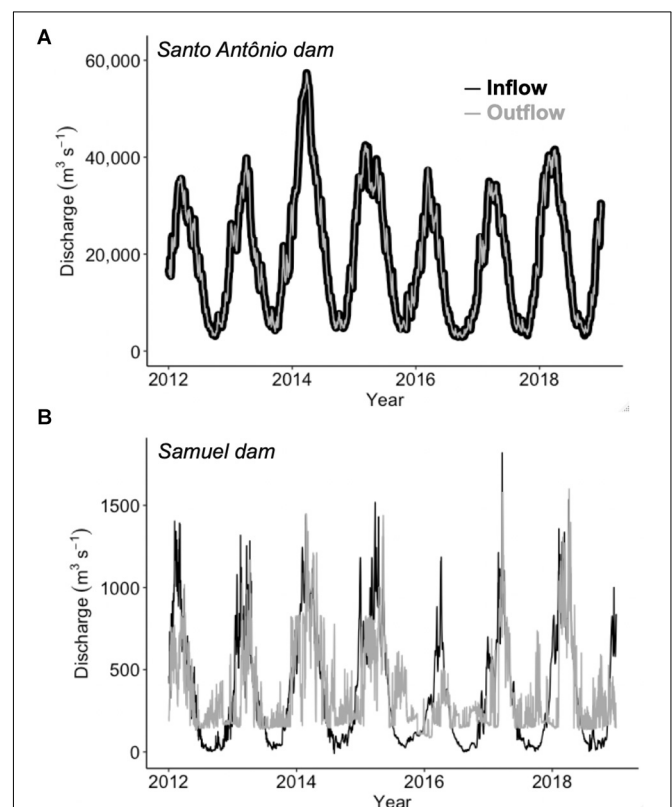 A
Santo Antônio dam
60,000
40,000
20,000
0
Discharge (m³ s⁻¹)
Inflow
Outflow
2012 2014 2016 2018
Year
B
Samuel dam
1500
1000
500
0
Discharge (m³ s⁻¹)
2012 2014 2016 2018
Year